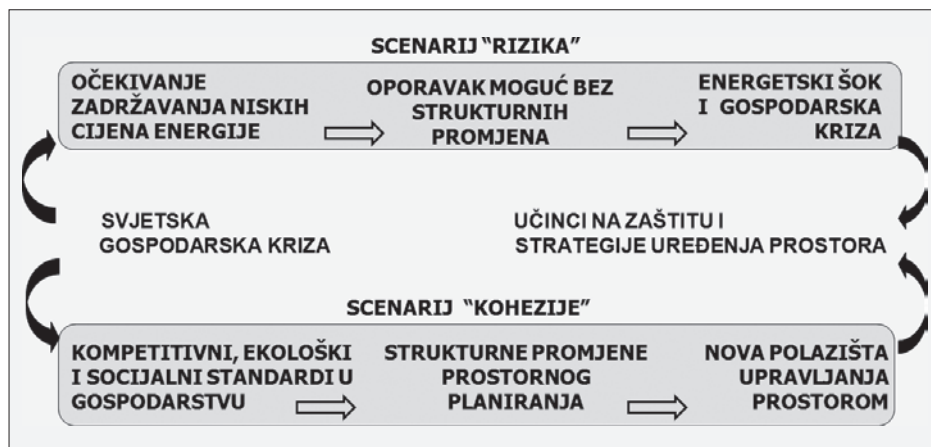 SCENARIJ “RIZIKA”
OČEKIVANJE
ZADRŽAVANJA NISKIH
CIJENA ENERGIJE
OPORAVAK MOGUĆ BEZ
STRUKTURNIH
PROMJENA
ENERGETSKI ŠOK
I GOSPODARSKA
KRIZA
SVJETSKA
GOSPODARSKA KRIZA
UČINCI NA ZAŠTITU I
STRATEGIJE UREĐENJA PROSTORA
SCENARIJ “KOHEZIJE”
KOMPETITIVNI, EKOLOŠKI
I SOCIJALNI STANDARDI U
GOSPODARSTVU
STRUKTURNE PROMJENE
PROSTORNOG
PLANIRANJA
NOVA POLAZIŠTA
UPRAVLJANJA
PROSTOROM